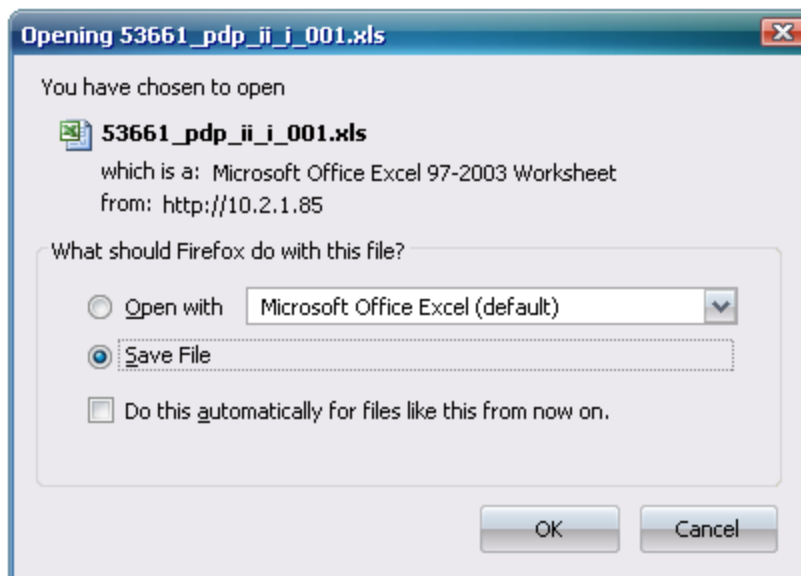 Opening 53661_pdp_ii_i_001.xls
You have chosen to open
53661_pdp_ii_i_001.xls
which is a: Microsoft Office Excel 97-2003 Worksheet
from: http://10.2.1.85
What should Firefox do with this file?
Open with Microsoft Office Excel (default)
Save File
Do this automatically for files like this from now on.
OK Cancel